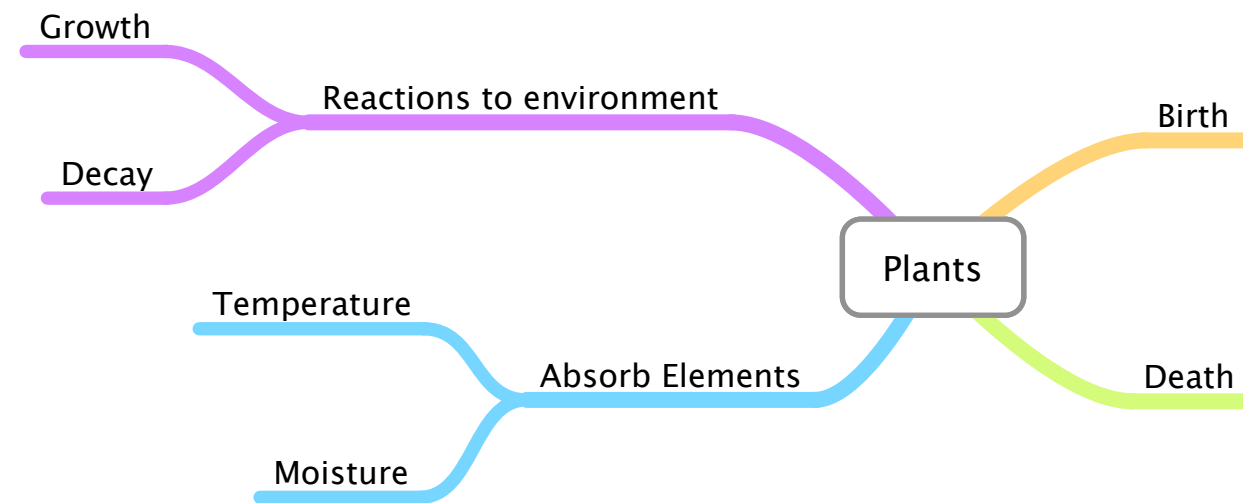 Growth
Reactions to environment
Birth
Decay
Plants
Temperature
Absorb Elements
Death
Moisture